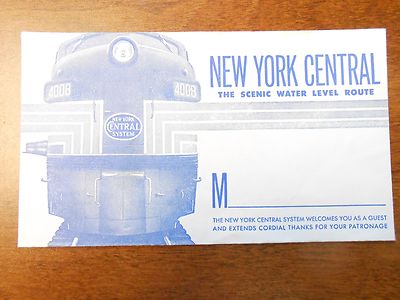 NEW YORK CENTRAL
THE SCENIC WATER LEVEL ROUTE
4008
4008
NEW YORK
CENTRAL
SYSTEM
M
THE NEW YORK CENTRAL SYSTEM WELCOMES YOU AS A GUEST
AND EXTENDS CORDIAL THANKS FOR YOUR PATRONAGE